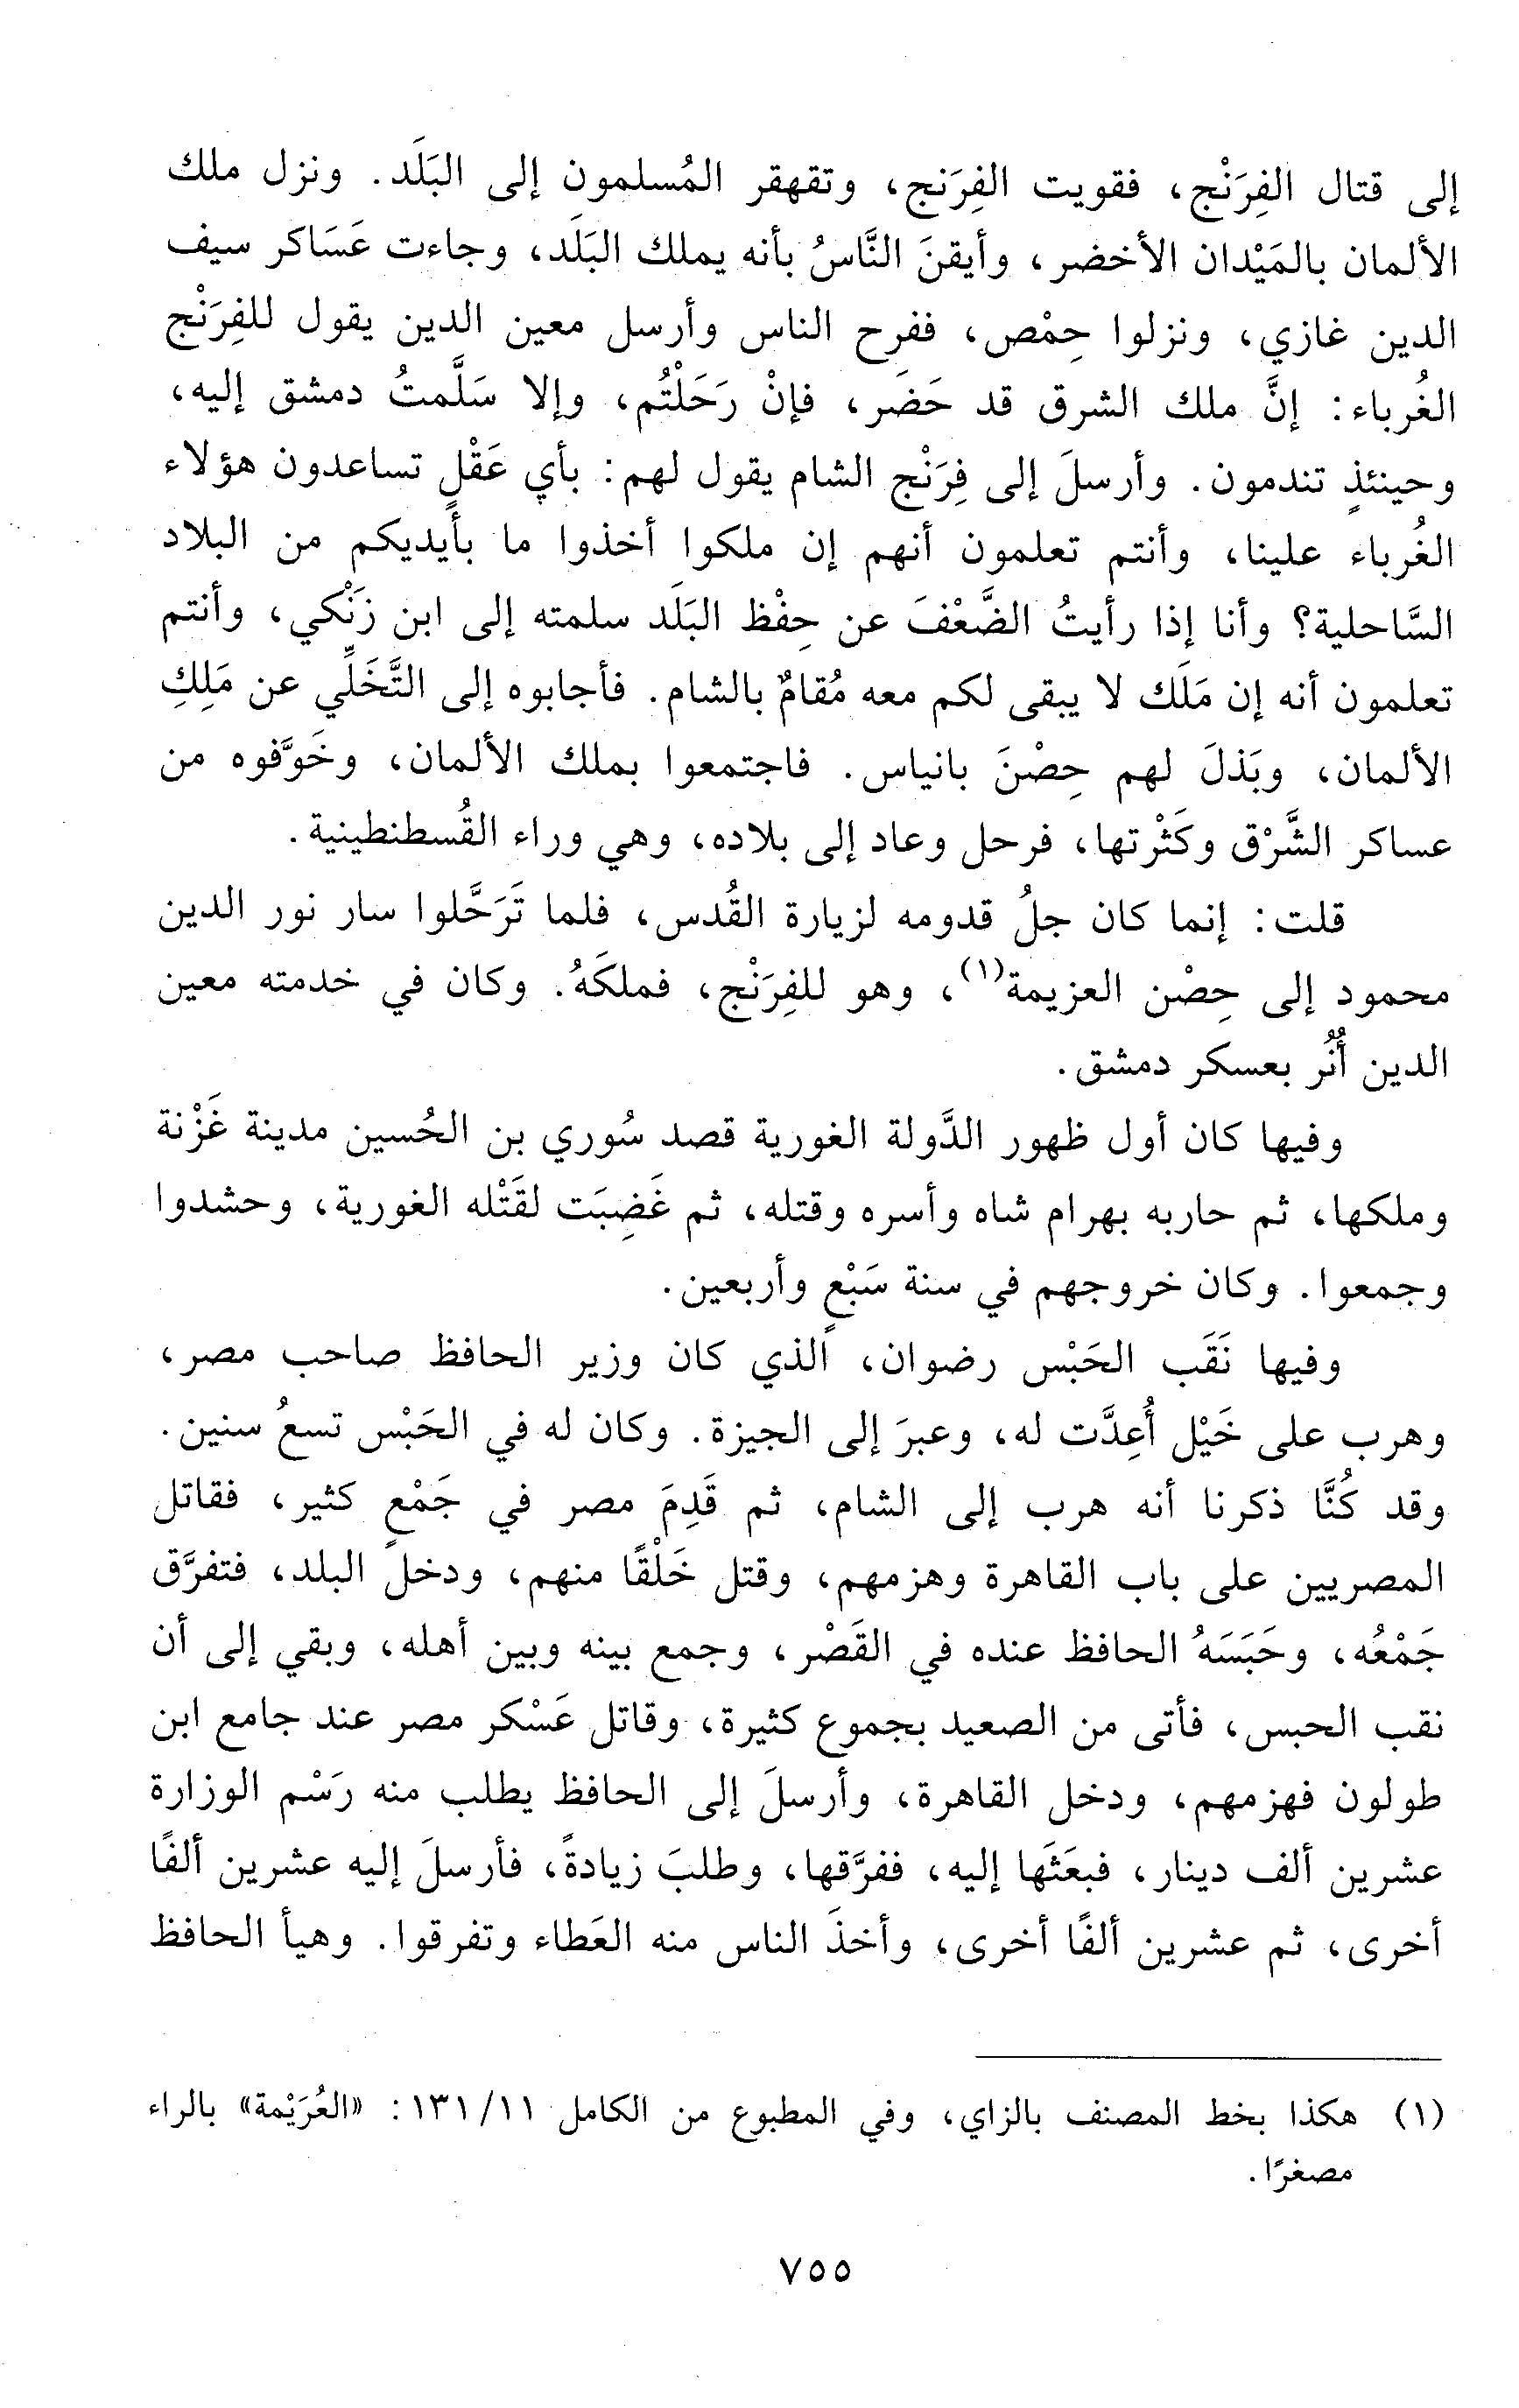 إلى قتال الفِرَنْج، فقويت الفِرَنج، وتقهقر المُسلمون إلى البَلَد. ونزل ملك
الألمان بالمَيْدان الأخضر، وأيقنَ النَّاسُ بأنه يملك البَلَد، وجاءت عَسَاكر سيف
الدين غازي، ونزلوا حِمْص، ففرح الناس وأرسل معين الدين يقول للفِرَنْج
الغُرباء: إنَّ ملك الشرق قد حَضَر، فإنْ رَحَلْتُم، وإلا سَلَّمتُ دمشق إليه،
وحينئذٍ تندمون. وأرسلَ إلى فِرَنْج الشام يقول لهم: بأي عَقْلٍ تساعدون هؤلاء
الغُرباء علينا، وأنتم تعلمون أنهم إن ملكوا أخذوا ما بأيديكم من البلاد
السَّاحلية؟ وأنا إذا رأيتُ الضَّعْفَ عن حِفْظ البَلَد سلمته إلى ابن زَنْكي، وأنتم
تعلمون أنه إن مَلَك لا يبقى لكم معه مُقامٌ بالشام. فأجابوه إلى التَّخَلِّي عن مَلِكِ
الألمان، وبَذلَ لهم حِصْنَ بانياس. فاجتمعوا بملك الألمان، وخَوَّفوه من
عساكر الشَّرْق وكَثْرتها، فرحل وعاد إلى بلاده، وهي وراء القُسطنطينية.
قلت: إنما كان جلُ قدومه لزيارة القُدس، فلما تَرَحَّلوا سار نور الدين
محمود إلى حِصْن العزيمة(١)، وهو للفِرَنْج، فملكَهُ. وكان في خدمته معين
الدين أُنُر بعسكر دمشق.
وفيها كان أول ظهور الدَّولة الغورية قصد سُوري بن الحُسين مدينة غَزْنة
وملكها، ثم حاربه بهرام شاه وأسره وقتله، ثم غَضِبَت لقَتْله الغورية، وحشدوا
وجمعوا. وكان خروجهم في سنة سَبْعٍ وأربعين.
وفيها نَقَب الحَبْس رضوان، الذي كان وزير الحافظ صاحب مصر،
وهرب على خَيْل أُعِدَّت له، وعبرَ إلى الجيزة. وكان له في الحَبْس تسعُ سنين.
وقد كُنَّا ذكرنا أنه هرب إلى الشام، ثم قَدِمَ مصر في جَمْعٍ كثير، فقاتل
المصريين على باب القاهرة وهزمهم، وقتل خَلْقًا منهم، ودخل البلد، فتفرَّق
جَمْعُه، وحَبَسَهُ الحافظ عنده في القَصْر، وجمع بينه وبين أهله، وبقي إلى أن
نقب الحبس، فأتى من الصعيد بجموع كثيرة، وقاتل عَسْكر مصر عند جامع ابن
طولون فهزمهم، ودخل القاهرة، وأرسلَ إلى الحافظ يطلب منه رَسْم الوزارة
عشرين ألف دينار، فبعَثَها إليه، ففرَّقها، وطلبَ زيادةً، فأرسلَ إليه عشرين ألفًا
أخرى، ثم عشرين ألفًا أخرى، وأخذَ الناس منه العَطاء وتفرقوا. وهيأ الحافظ
(١) هكذا بخط المصنف بالزاي، وفي المطبوع من الكامل ١١/ ١٣١: «العُرَيْمة» بالراء
مصغرًا.
٧٥٥